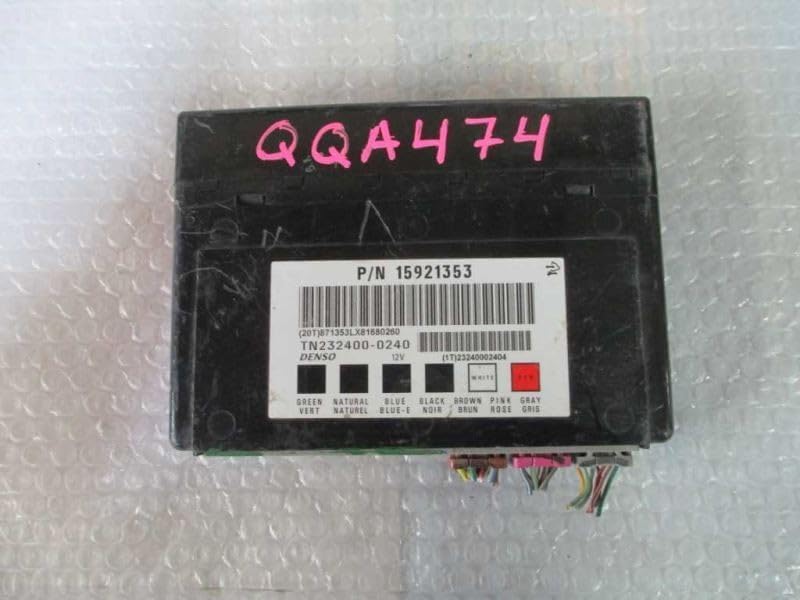 QQA474
P/N 15921353
(20T)871353LX81680260
TN232400-0240
DENSO 12V (1T)23240002404
WHITE
GREEN NATURAL BLUE BLACK BROWN PINK GRAY
VERT NATUREL BLUE-E NOIR BRUN ROSE GRIS